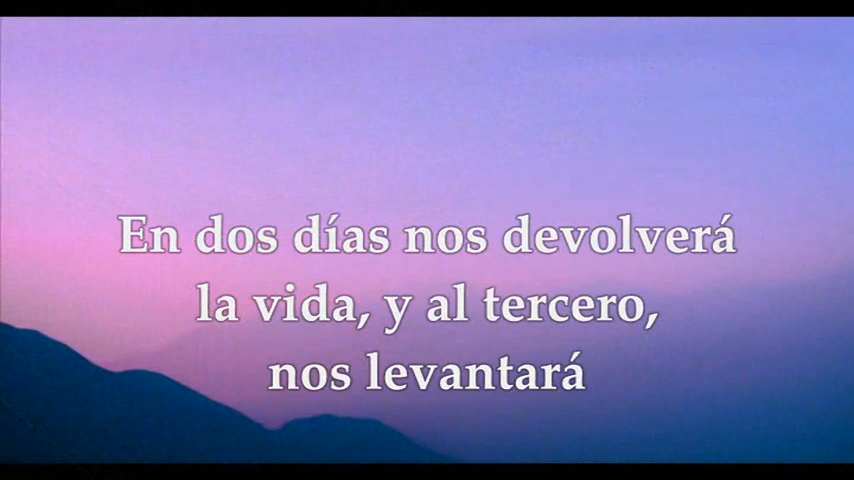 En dos días nos devolverá
la vida, y al tercero,
nos levantará